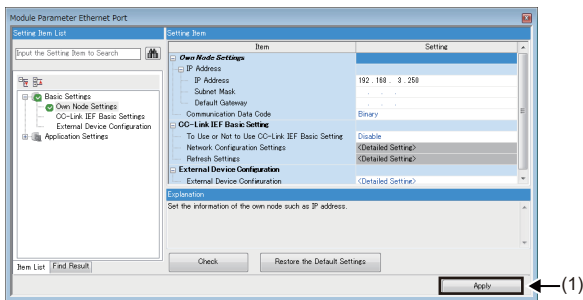 Module Parameter Ethernet Port
Setting Item List
Setting Item
Input the Setting Item to Search
Item Setting
Own Node Settings
IP Address
IP Address 192 . 168 . 3 . 250
Subnet Mask . . .
Default Gateway . . .
Communication Data Code Binary
CC-Link IEF Basic Setting
To Use or Not to Use CC-Link IEF Basic Setting Disable
Network Configuration Settings <Detailed Setting>
Refresh Settings <Detailed Setting>
External Device Configuration
External Device Configuration <Detailed Setting>
Basic Settings
Own Node Settings
CC-Link IEF Basic Settings
External Device Configuration
Application Settings
Explanation
Set the information of the own node such as IP address.
Item List Find Result
Check Restore the Default Settings
Apply (1)